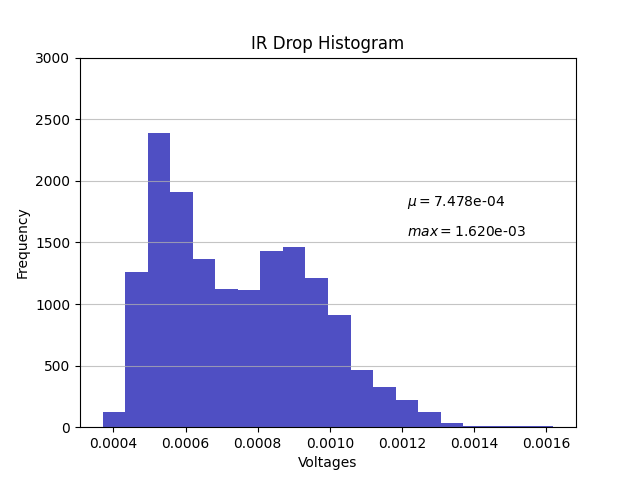 IR Drop Histogram
3000
2500
2000
1500
1000
500
0
Frequency
μ = 7.478e-04
max = 1.620e-03
0.0004 0.0006 0.0008 0.0010 0.0012 0.0014 0.0016
Voltages